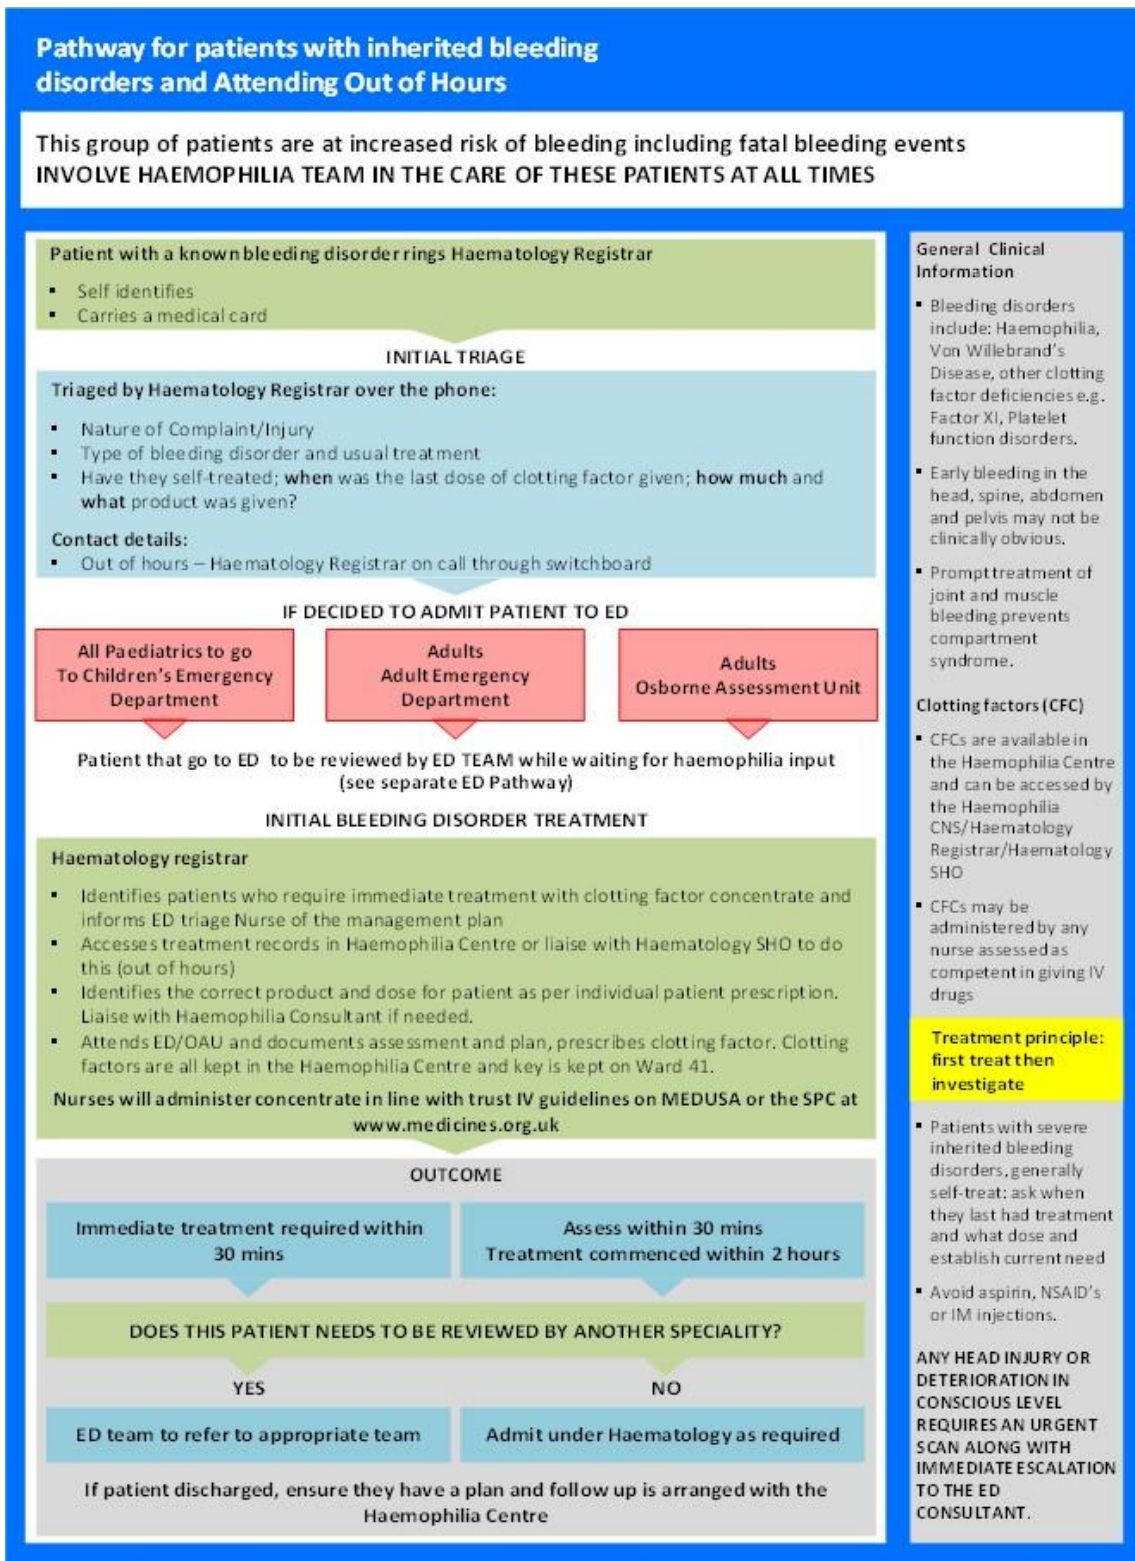 Pathway for patients with inherited bleeding
disorders and Attending Out of Hours
This group of patients are at increased risk of bleeding including fatal bleeding events
INVOLVE HAEMOPHILIA TEAM IN THE CARE OF THESE PATIENTS AT ALL TIMES
Patient with a known bleeding disorder rings Haematology Registrar
▪ Self identifies
▪ Carries a medical card
INITIAL TRIAGE
Triaged by Haematology Registrar over the phone:
▪ Nature of Complaint/Injury
▪ Type of bleeding disorder and usual treatment
▪ Have they self-treated; when was the last dose of clotting factor given; how much and
what product was given?
Contact details:
▪ Out of hours – Haematology Registrar on call through switchboard
IF DECIDED TO ADMIT PATIENT TO ED
All Paediatrics to go
To Children's Emergency
Department
Adults
Adult Emergency
Department
Adults
Osborne Assessment Unit
Patient that go to ED to be reviewed by ED TEAM while waiting for haemophilia input
(see separate ED Pathway)
INITIAL BLEEDING DISORDER TREATMENT
Haematology registrar
▪ Identifies patients who require immediate treatment with clotting factor concentrate and
informs ED triage Nurse of the management plan
▪ Accesses treatment records in Haemophilia Centre or liaise with Haematology SHO to do
this (out of hours)
▪ Identifies the correct product and dose for patient as per individual patient prescription.
Liaise with Haemophilia Consultant if needed.
▪ Attends ED/OAU and documents assessment and plan, prescribes clotting factor. Clotting
factors are all kept in the Haemophilia Centre and key is kept on Ward 41.
Nurses will administer concentrate in line with trust IV guidelines on MEDUSA or the SPC at
www.medicines.org.uk
OUTCOME
Immediate treatment required within
30 mins
Assess within 30 mins
Treatment commenced within 2 hours
DOES THIS PATIENT NEEDS TO BE REVIEWED BY ANOTHER SPECIALITY?
YES
NO
ED team to refer to appropriate team
Admit under Haematology as required
If patient discharged, ensure they have a plan and follow up is arranged with the
Haemophilia Centre
General Clinical
Information
▪ Bleeding disorders
include: Haemophilia,
Von Willebrand's
Disease, other clotting
factor deficiencies e.g.
Factor XI, Platelet
function disorders.
▪ Early bleeding in the
head, spine, abdomen
and pelvis may not be
clinically obvious.
▪ Prompt treatment of
joint and muscle
bleeding prevents
compartment
syndrome.
Clotting factors (CFC)
▪ CFCs are available in
the Haemophilia Centre
and can be accessed by
the Haemophilia
CNS/Haematology
Registrar/Haematology
SHO
▪ CFCs may be
administered by any
nurse assessed as
competent in giving IV
drugs
Treatment principle:
first treat then
investigate
▪ Patients with severe
inherited bleeding
disorders, generally
self-treat: ask when
they last had treatment
and what dose and
establish current need
▪ Avoid aspirin, NSAID's
or IM injections.
ANY HEAD INJURY OR
DETERIORATION IN
CONSCIOUS LEVEL
REQUIRES AN URGENT
SCAN ALONG WITH
IMMEDIATE ESCALATION
TO THE ED
CONSULTANT.